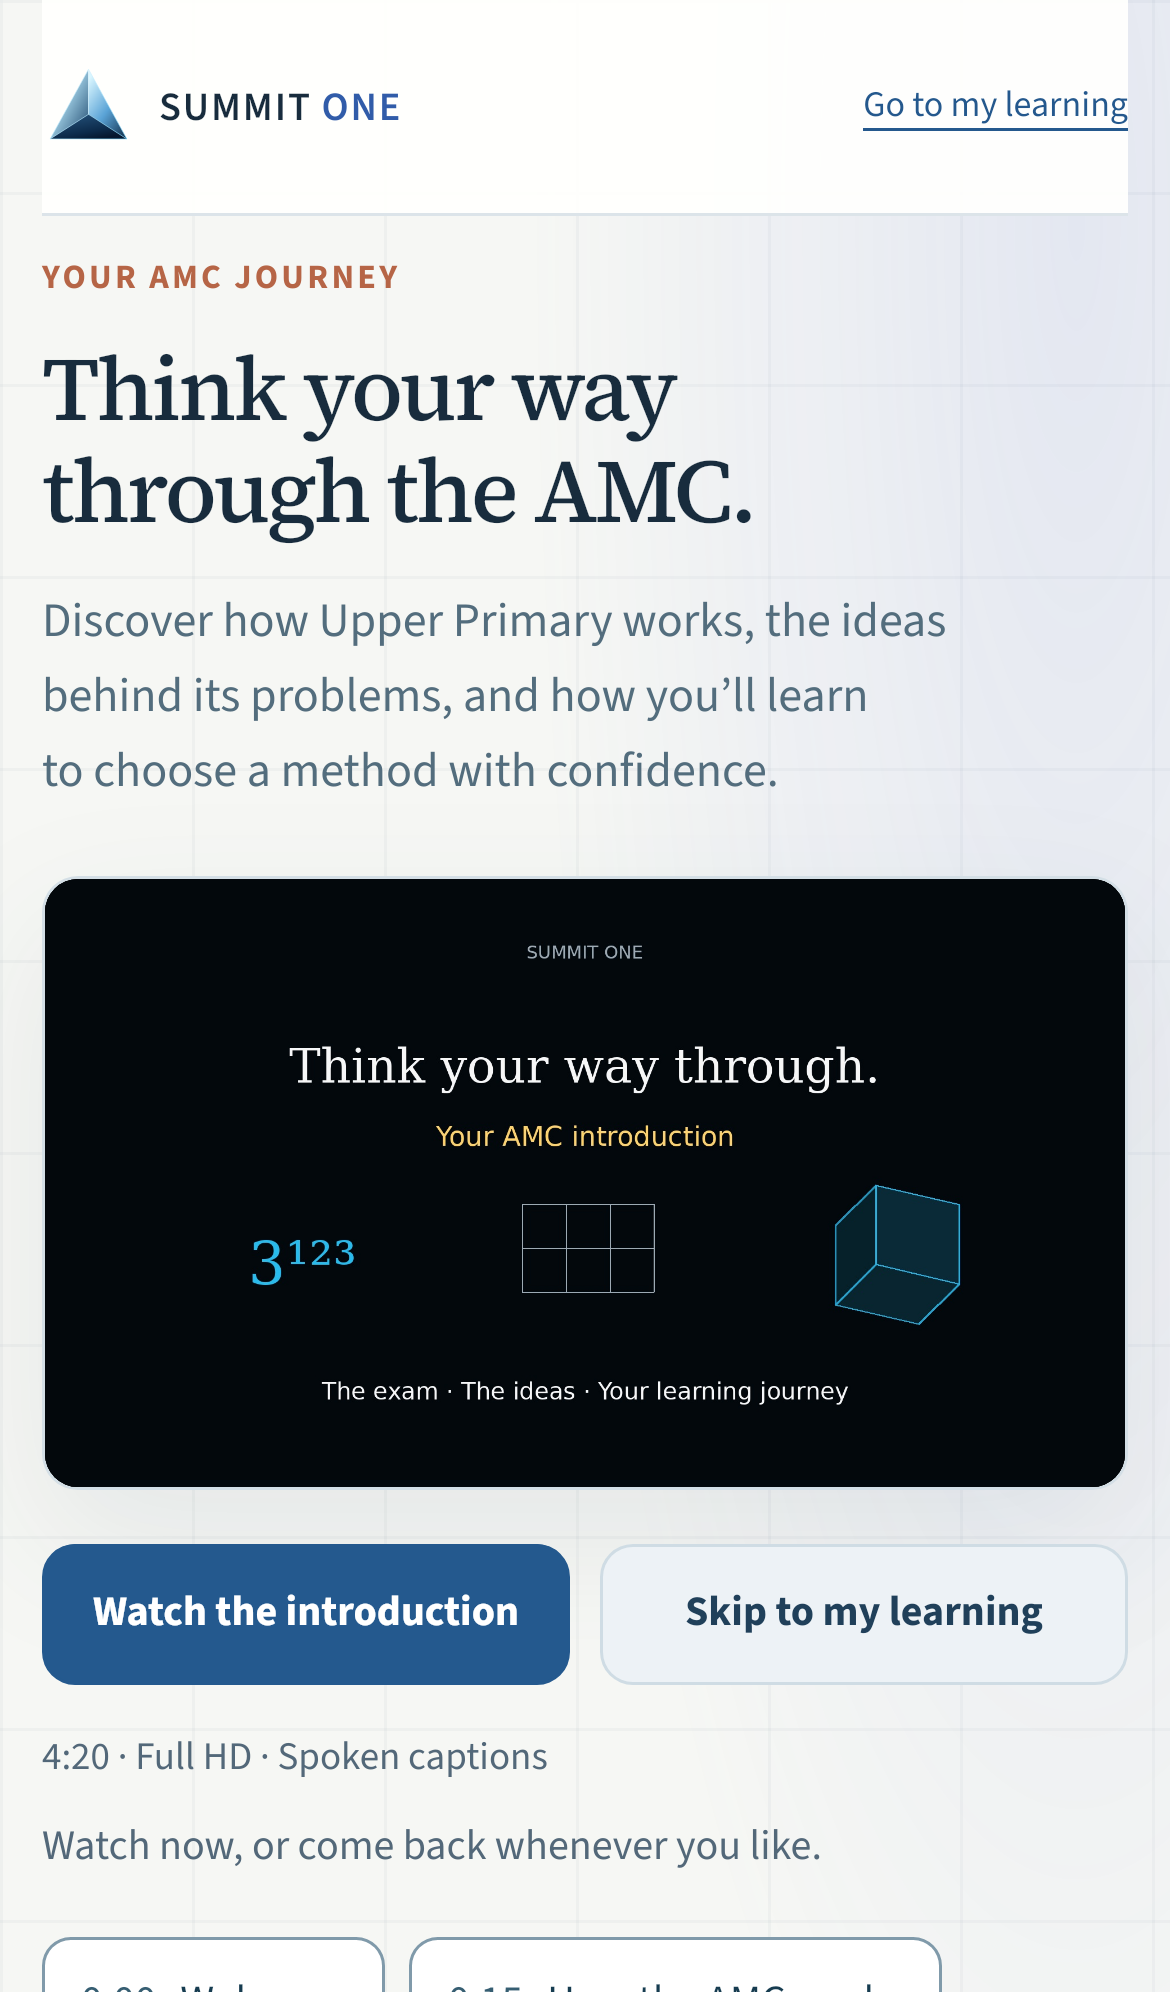 SUMMIT ONE
Go to my learning
YOUR AMC JOURNEY
Think your way
through the AMC.
Discover how Upper Primary works, the ideas
behind its problems, and how you’ll learn
to choose a method with confidence.
SUMMIT ONE
Think your way through.
Your AMC introduction
3¹²³
The exam · The ideas · Your learning journey
Watch the introduction
Skip to my learning
4:20 · Full HD · Spoken captions
Watch now, or come back whenever you like.